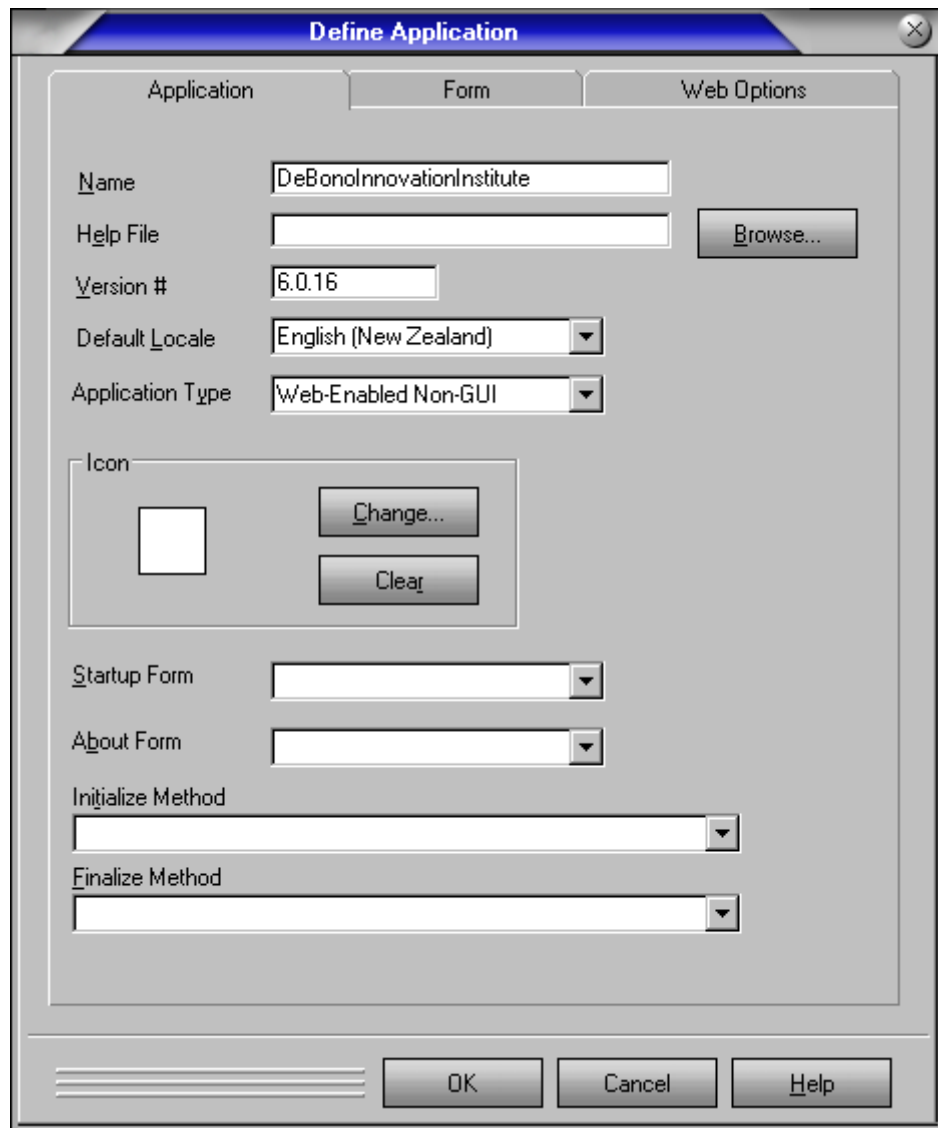 Define Application
Application Form Web Options
Name DeBonoInnovationInstitute
Help File Browse...
Version # 6.0.16
Default Locale English (New Zealand)
Application Type Web-Enabled Non-GUI
Icon
Change...
Clear
Startup Form
About Form
Initialize Method
Finalize Method
OK Cancel Help